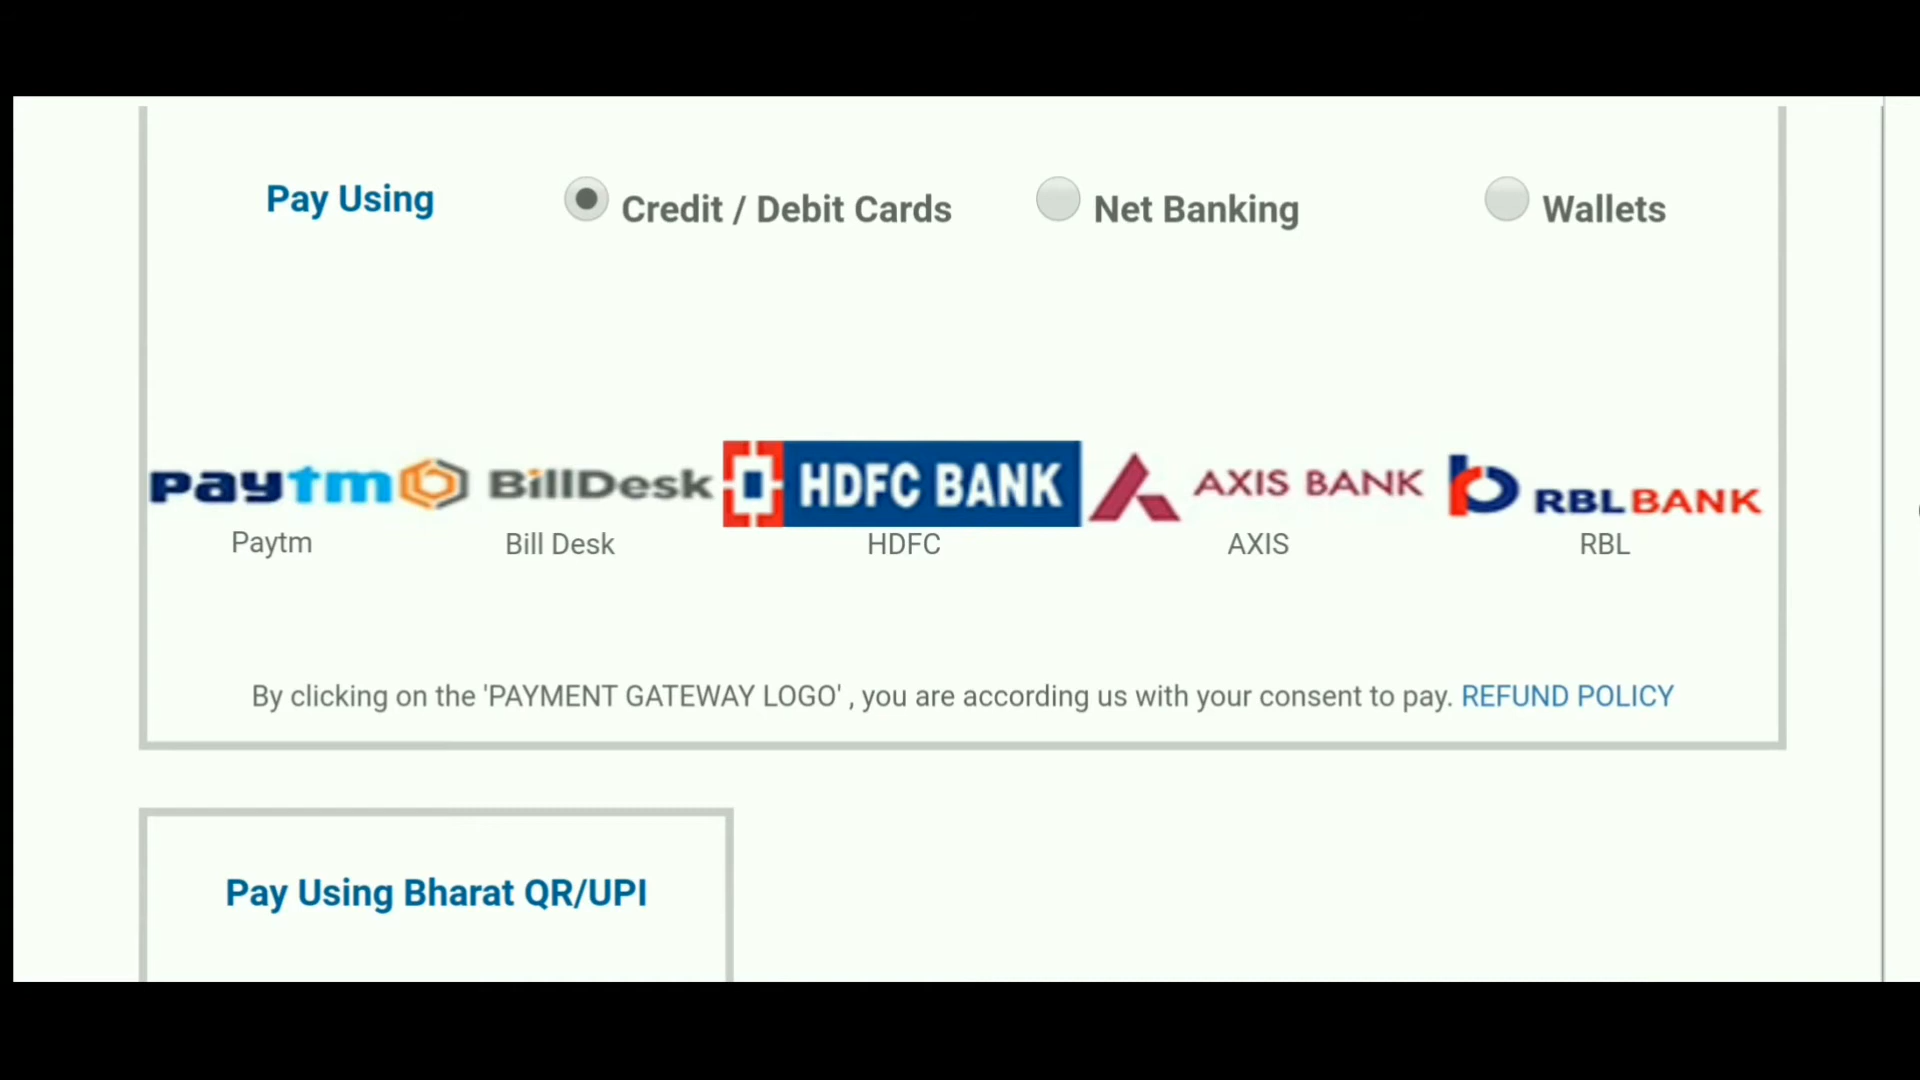 Pay Using Credit / Debit Cards Net Banking Wallets
paytm BillDesk HDFC BANK AXIS BANK RBL BANK
Paytm Bill Desk HDFC AXIS RBL
By clicking on the 'PAYMENT GATEWAY LOGO' , you are according us with your consent to pay. REFUND POLICY
Pay Using Bharat QR/UPI